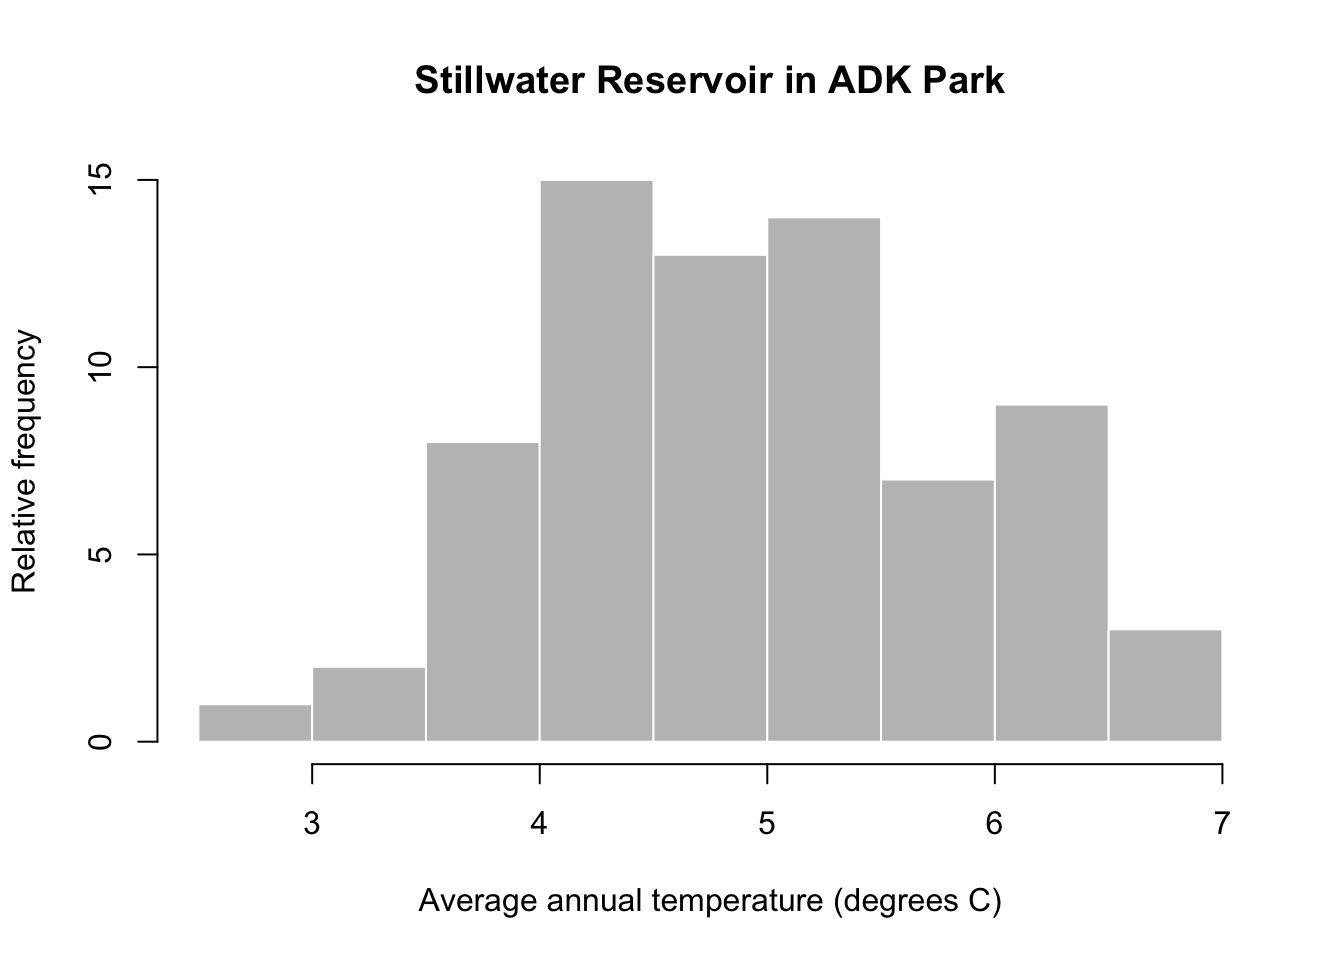 Stillwater Reservoir in ADK Park
15
10
5
0
Relative frequency
3 4 5 6 7
Average annual temperature (degrees C)